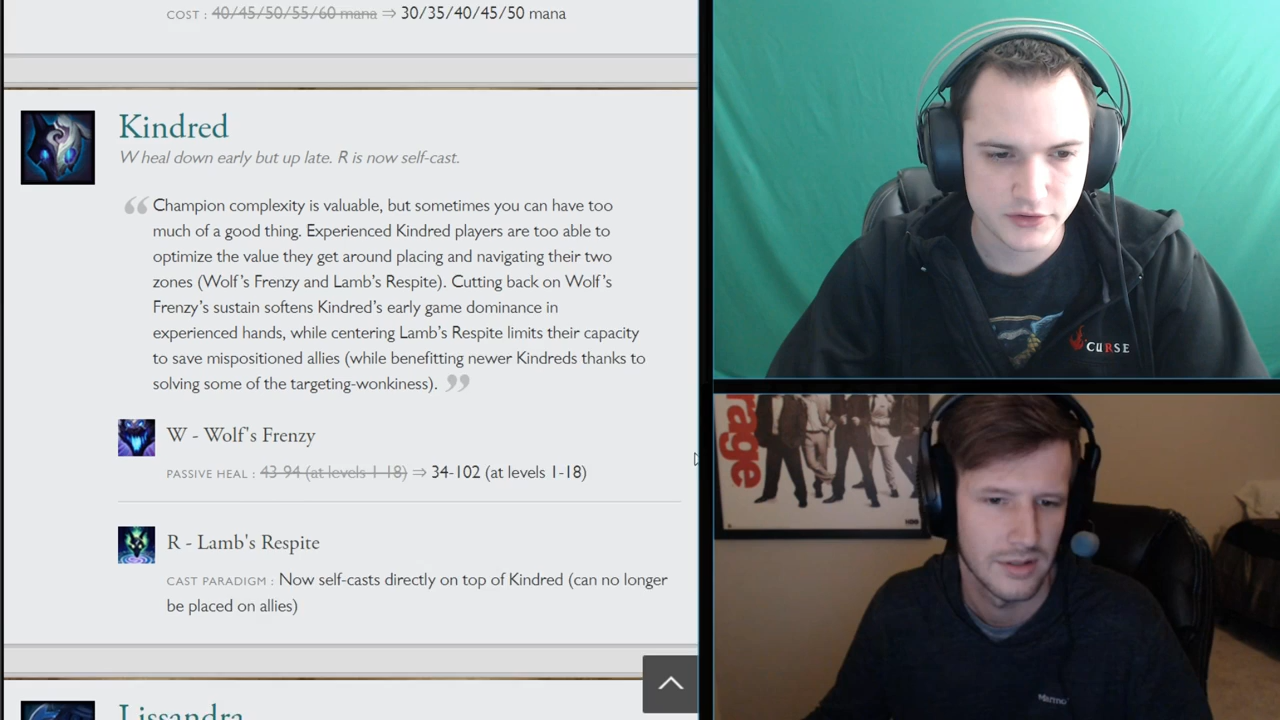 COST : 40/45/50/55/60 mana ⇒ 30/35/40/45/50 mana
Kindred
W heal down early but up late. R is now self-cast.
“ Champion complexity is valuable, but sometimes you can have too
much of a good thing. Experienced Kindred players are too able to
optimize the value they get around placing and navigating their two
zones (Wolf's Frenzy and Lamb's Respite). Cutting back on Wolf's
Frenzy's sustain softens Kindred's early game dominance in
experienced hands, while centering Lamb's Respite limits their capacity
to save mispositioned allies (while benefitting newer Kindreds thanks to
solving some of the targeting-wonkiness). ”
W - Wolf's Frenzy
PASSIVE HEAL : 43-94 (at levels 1-18) ⇒ 34-102 (at levels 1-18)
R - Lamb's Respite
CAST PARADIGM : Now self-casts directly on top of Kindred (can no longer
be placed on allies)
Lissandra
CURSE
rage
HBO
Marmot